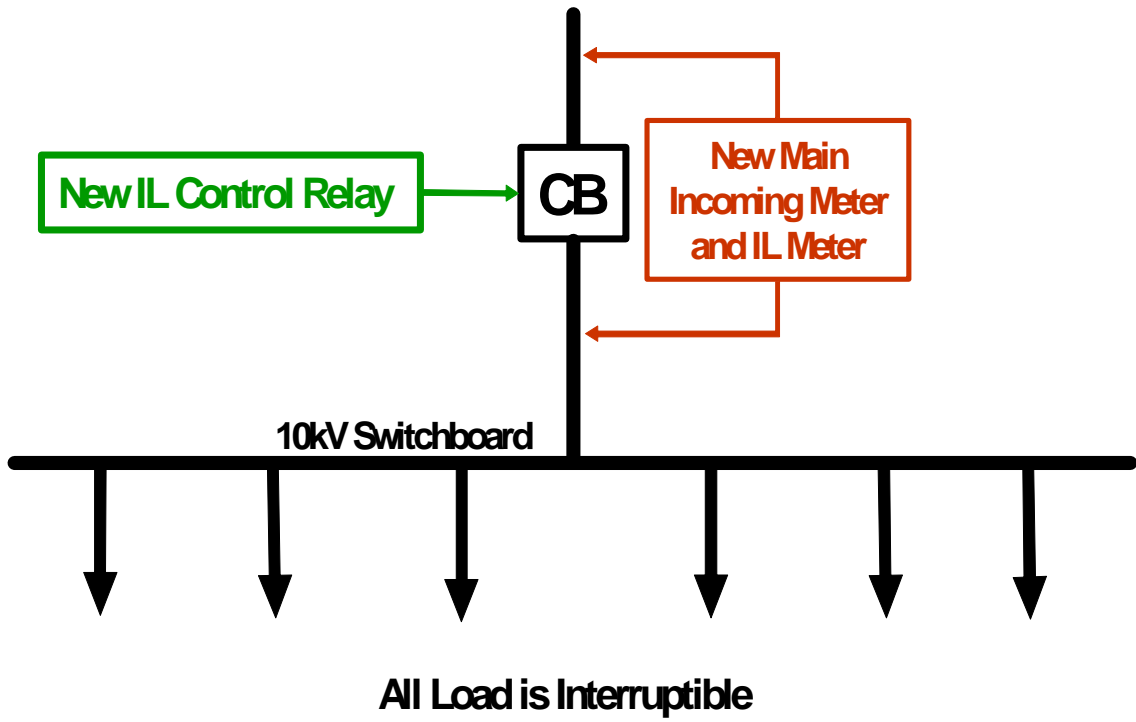 New IL Control Relay
CB
New Main
Incoming Meter
and IL Meter
10kV Switchboard
All Load is Interruptible